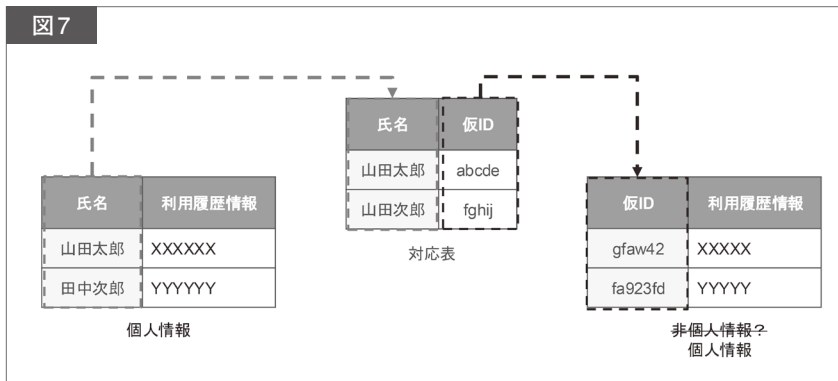 図7
氏名 仮ID
山田太郎 abcde
山田次郎 fghij
対応表
氏名 利用履歴情報
山田太郎 XXXXXX
田中次郎 YYYYYY
個人情報
仮ID 利用履歴情報
gfaw42 XXXXX
fa923fd YYYYY
非個人情報？
個人情報